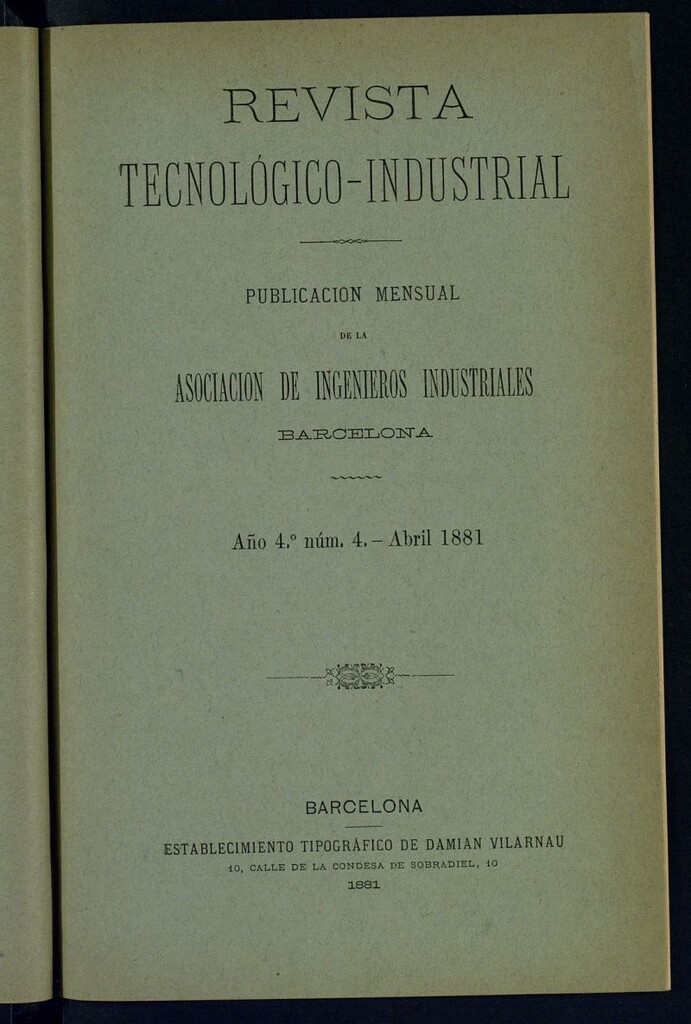 REVISTA
TECNOLÓGICO-INDUSTRIAL
PUBLICACION MENSUAL
DE LA
ASOCIACION DE INGENIEROS INDUSTRIALES
BARCELONA
Año 4.º núm. 4. – Abril 1881
BARCELONA
ESTABLECIMIENTO TIPOGRÁFICO DE DAMIAN VILARNAU
10, CALLE DE LA CONDESA DE SOBRADIEL, 10
1881